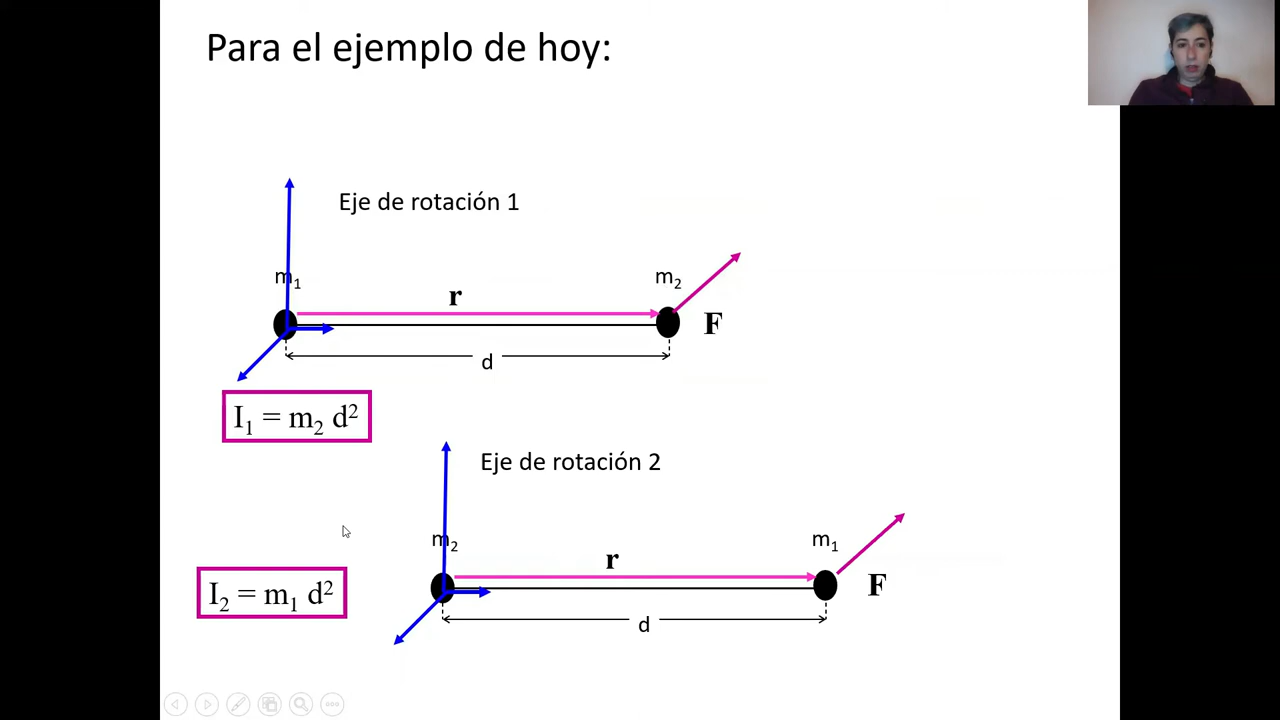 Para el ejemplo de hoy:
Eje de rotación 1
m₁
m₂
r
F
d
I₁ = m₂ d²
Eje de rotación 2
m₂
m₁
r
F
d
I₂ = m₁ d²